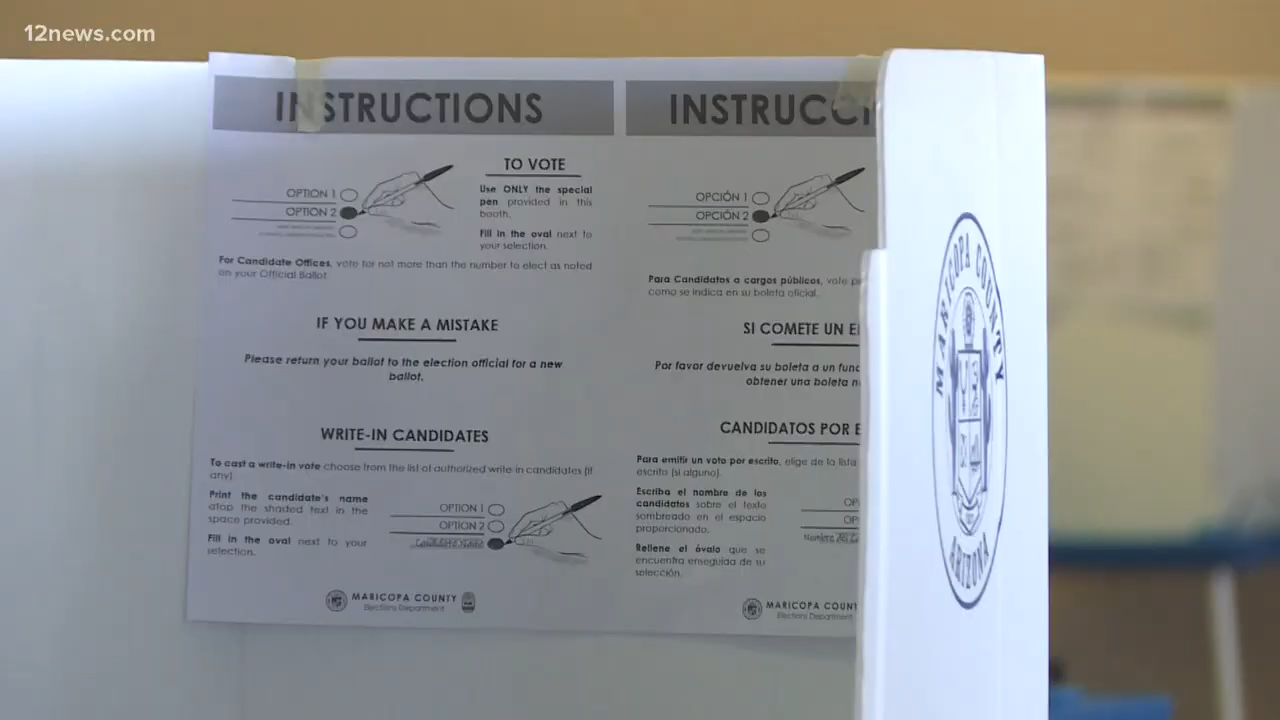 12news.com
INSTRUCTIONS
TO VOTE
OPTION 1
OPTION 2
Use ONLY the special
pen provided in this
booth.
Fill in the oval next to
your selection.
For Candidate Offices, vote for not more than the number to elect as noted
on your Official Ballot.
IF YOU MAKE A MISTAKE
Please return your ballot to the election official for a new
ballot.
WRITE-IN CANDIDATES
To cast a write-in vote choose from the list of authorized write-in candidates (if
any).
Print the candidate's name
atop the shaded text in the
space provided.
Fill in the oval next to your
selection.
OPTION 1
OPTION 2
MARICOPA COUNTY
Elections Department
INSTRUCCI
OPCIÓN 1
OPCIÓN 2
Para Candidatos a cargos públicos, vote
como se indica en su boleta oficial.
SI COMETE UN
Por favor devuelva su boleta a un
obtener una boleta
CANDIDATOS POR
Para emitir un voto por escrito, elige de la lista
escrito (si alguno).
Escriba el nombre de los
candidatos sobre el texto
sombreado en el espacio
proporcionado.
Rellene el óvalo que se
encuentra enseguida de su
selección.
MARICOPA COUNT
Elections Department
MARICOPA COUNTY
ARIZONA